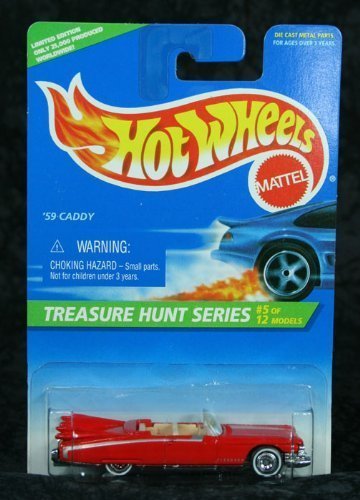 LIMITED EDITION
ONLY 25,000 PRODUCED
WORLDWIDE!
DIE CAST METAL PARTS
FOR AGES OVER 3 YEARS
HOT WHEELS
MATTEL
®
'59 CADDY
WARNING:
CHOKING HAZARD – Small parts.
Not for children under 3 years.
TREASURE HUNT SERIES #5 OF
12 MODELS